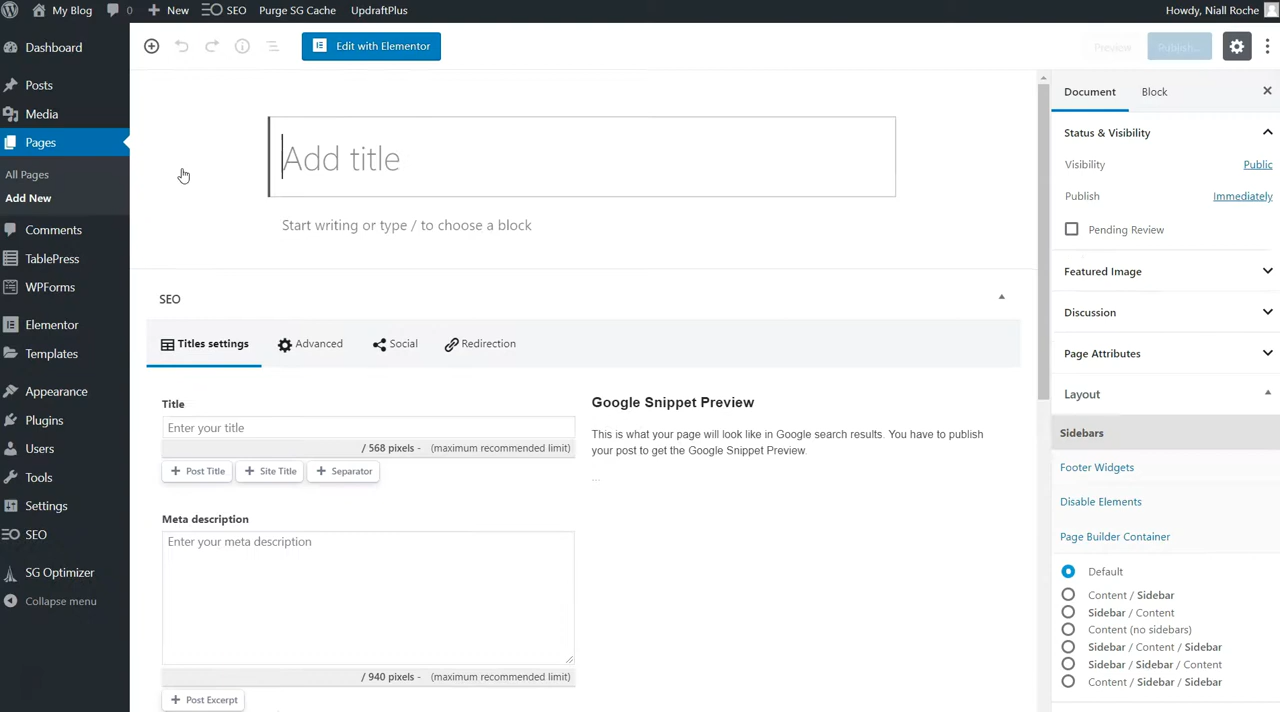 My Blog 0 New SEO Purge SG Cache UpdraftPlus Howdy, Niall Roche
Dashboard
Posts
Media
Pages
All Pages
Add New
Comments
TablePress
WPForms
Elementor
Templates
Appearance
Plugins
Users
Tools
Settings
SEO
SG Optimizer
Collapse menu
Edit with Elementor
Preview
Publish...
Add title
Start writing or type / to choose a block
SEO
Titles settings Advanced Social Redirection
Title
Enter your title
/ 568 pixels - (maximum recommended limit)
+ Post Title + Site Title + Separator
Meta description
Enter your meta description
/ 940 pixels - (maximum recommended limit)
+ Post Excerpt
Google Snippet Preview
This is what your page will look like in Google search results. You have to publish
your post to get the Google Snippet Preview.
...
Document Block
Status & Visibility
Visibility Public
Publish Immediately
Pending Review
Featured Image
Discussion
Page Attributes
Layout
Sidebars
Footer Widgets
Disable Elements
Page Builder Container
Default
Content / Sidebar
Sidebar / Content
Content (no sidebars)
Sidebar / Content / Sidebar
Sidebar / Sidebar / Content
Content / Sidebar / Sidebar